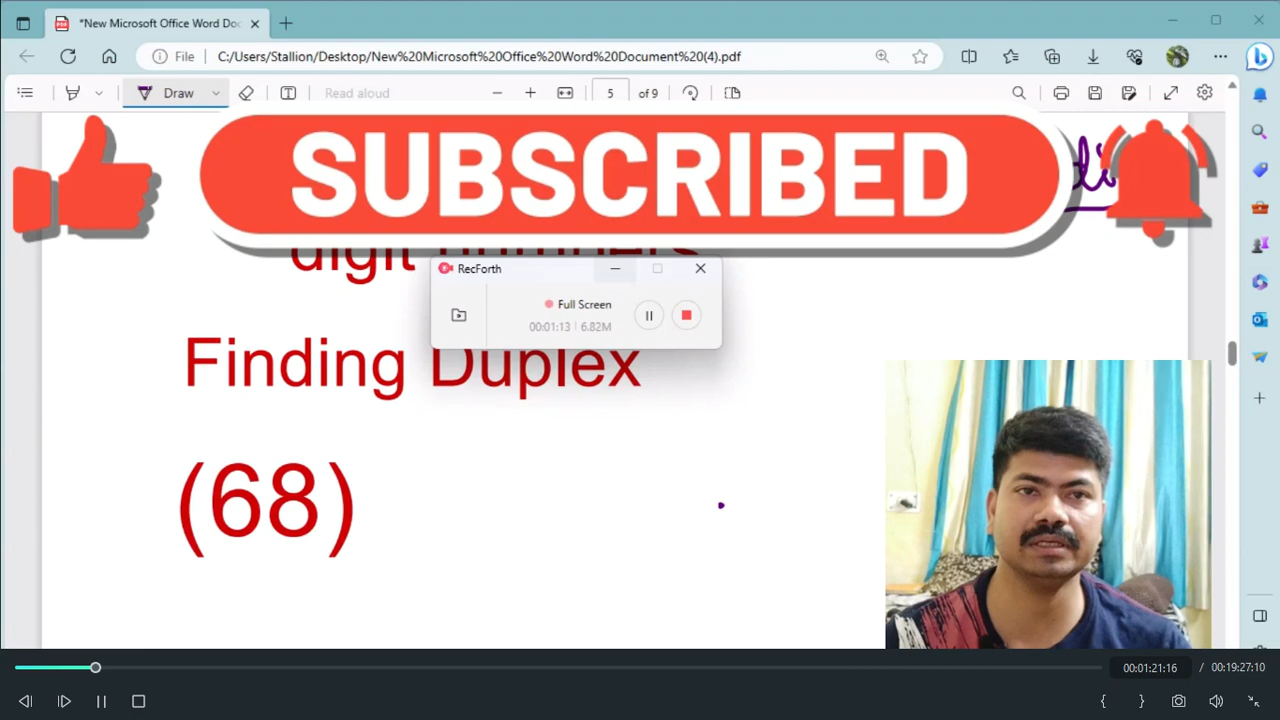 *New Microsoft Office Word Doc
File
C:/Users/Stallion/Desktop/New%20Microsoft%20Office%20Word%20Document%20(4).pdf
Draw
Read aloud
5 of 9
SUBSCRIBED
digit numbers
RecForth
Full Screen
00:01:13 | 6.82M
Finding Duplex
(68)
00:01:21:16 / 00:19:27:10